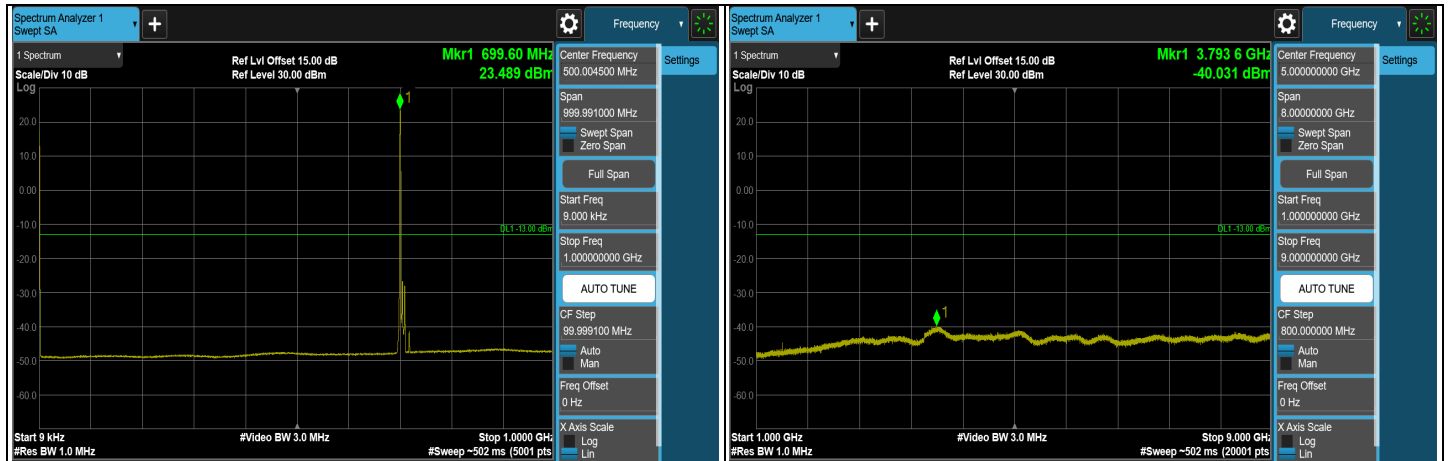 Spectrum Analyzer 1
Swept SA
+
Frequency
1 Spectrum
Scale/Div 10 dB
Ref Lvl Offset 15.00 dB
Ref Level 30.00 dBm
Mkr1 699.60 MHz
23.489 dBm
Log
1
20.0
10.0
0.00
-10.0
DL1 -13.00 dBm
-20.0
-30.0
-40.0
-50.0
-60.0
Start 9 kHz
#Res BW 1.0 MHz
#Video BW 3.0 MHz
Stop 1.0000 GHz
#Sweep ~502 ms (5001 pts
Center Frequency
500.004500 MHz
Settings
Span
999.991000 MHz
Swept Span
Zero Span
Full Span
Start Freq
9.000 kHz
Stop Freq
1.000000000 GHz
AUTO TUNE
CF Step
99.999100 MHz
Auto
Man
Freq Offset
0 Hz
X Axis Scale
Log
Lin
Spectrum Analyzer 1
Swept SA
+
Frequency
1 Spectrum
Scale/Div 10 dB
Ref Lvl Offset 15.00 dB
Ref Level 30.00 dBm
Mkr1 3.793 6 GHz
-40.031 dBm
Log
1
20.0
10.0
0.00
-10.0
DL1 -13.00 dBm
-20.0
-30.0
-40.0
-50.0
-60.0
Start 1.000 GHz
#Res BW 1.0 MHz
#Video BW 3.0 MHz
Stop 9.000 GHz
#Sweep ~502 ms (20001 pts
Center Frequency
5.000000000 GHz
Settings
Span
8.00000000 GHz
Swept Span
Zero Span
Full Span
Start Freq
1.000000000 GHz
Stop Freq
9.000000000 GHz
AUTO TUNE
CF Step
800.000000 MHz
Auto
Man
Freq Offset
0 Hz
X Axis Scale
Log
Lin